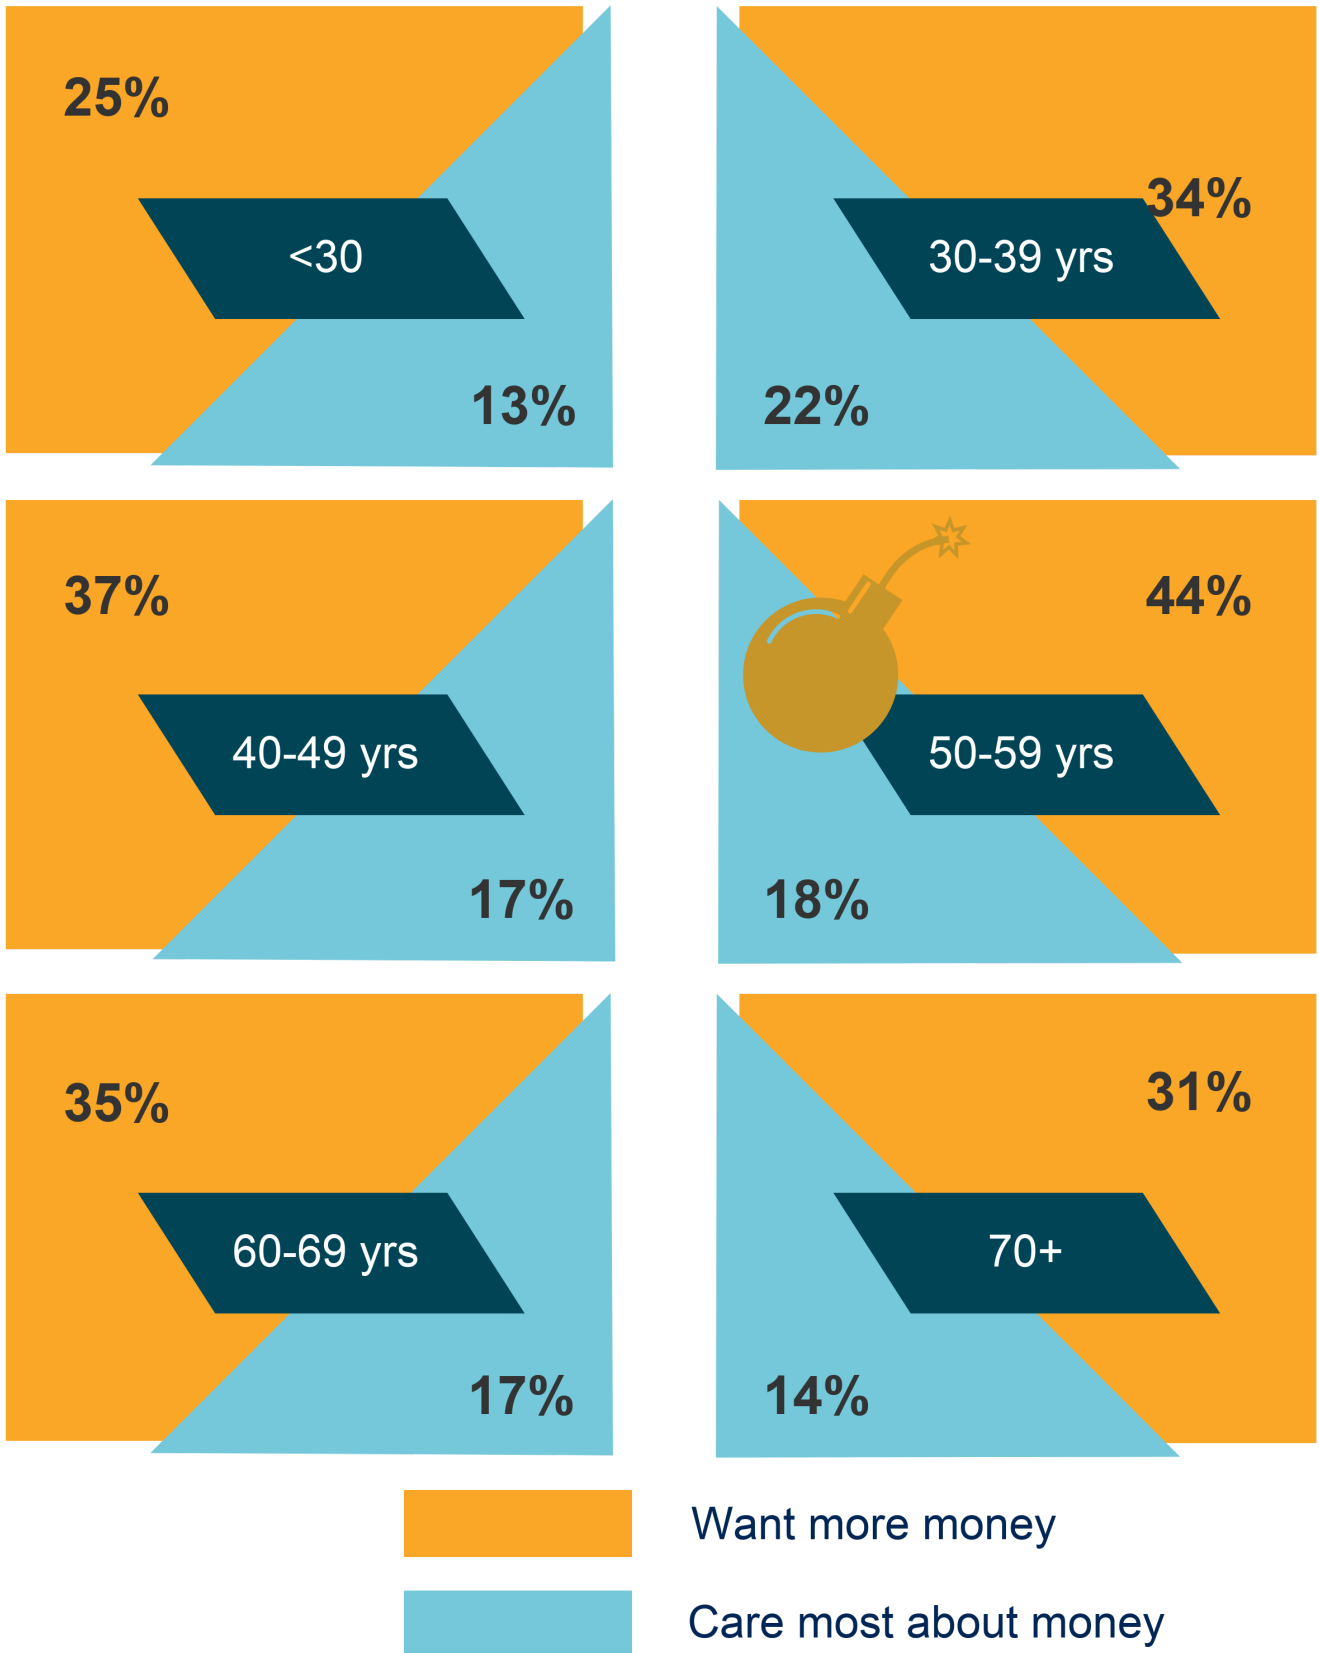 25%
<30
13%
34%
30-39 yrs
22%
37%
40-49 yrs
17%
44%
50-59 yrs
18%
35%
60-69 yrs
17%
31%
70+
14%
Want more money
Care most about money